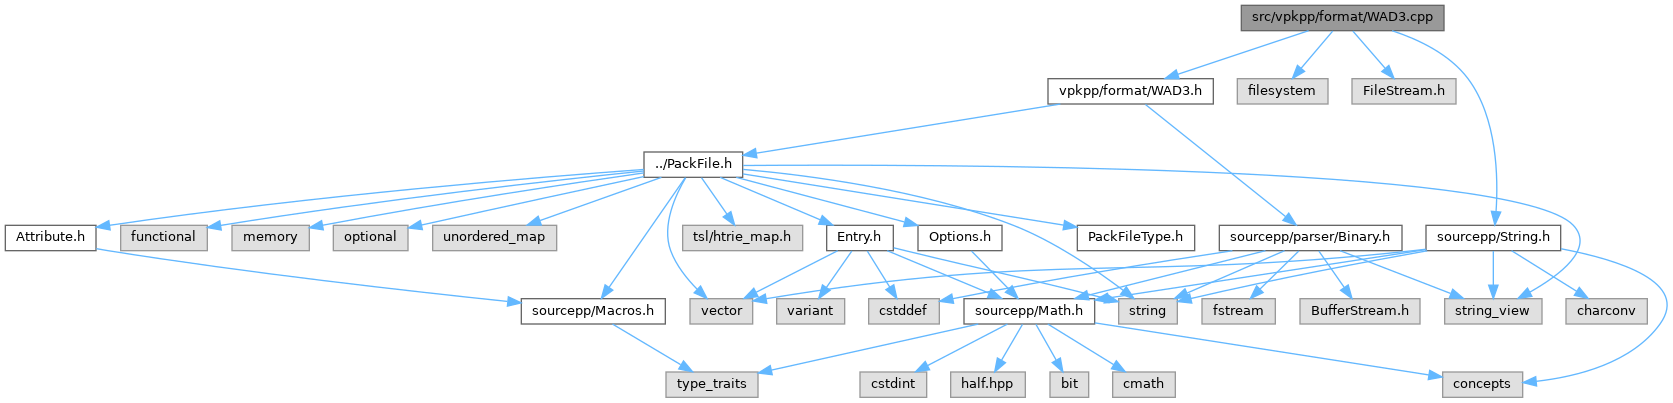 src/vpkpp/format/WAD3.cpp
vpkpp/format/WAD3.h
filesystem
FileStream.h
../PackFile.h
Attribute.h
functional
memory
optional
unordered_map
tsl/htrie_map.h
Entry.h
Options.h
PackFileType.h
sourcepp/parser/Binary.h
sourcepp/String.h
sourcepp/Macros.h
vector
variant
cstddef
sourcepp/Math.h
string
fstream
BufferStream.h
string_view
charconv
type_traits
cstdint
half.hpp
bit
cmath
concepts